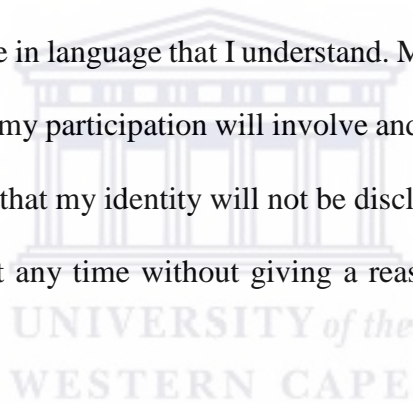 e in language that I understand. M
my participation will involve and
that my identity will not be discl
t any time without giving a reas
UNIVERSITY of the
WESTERN CAPE